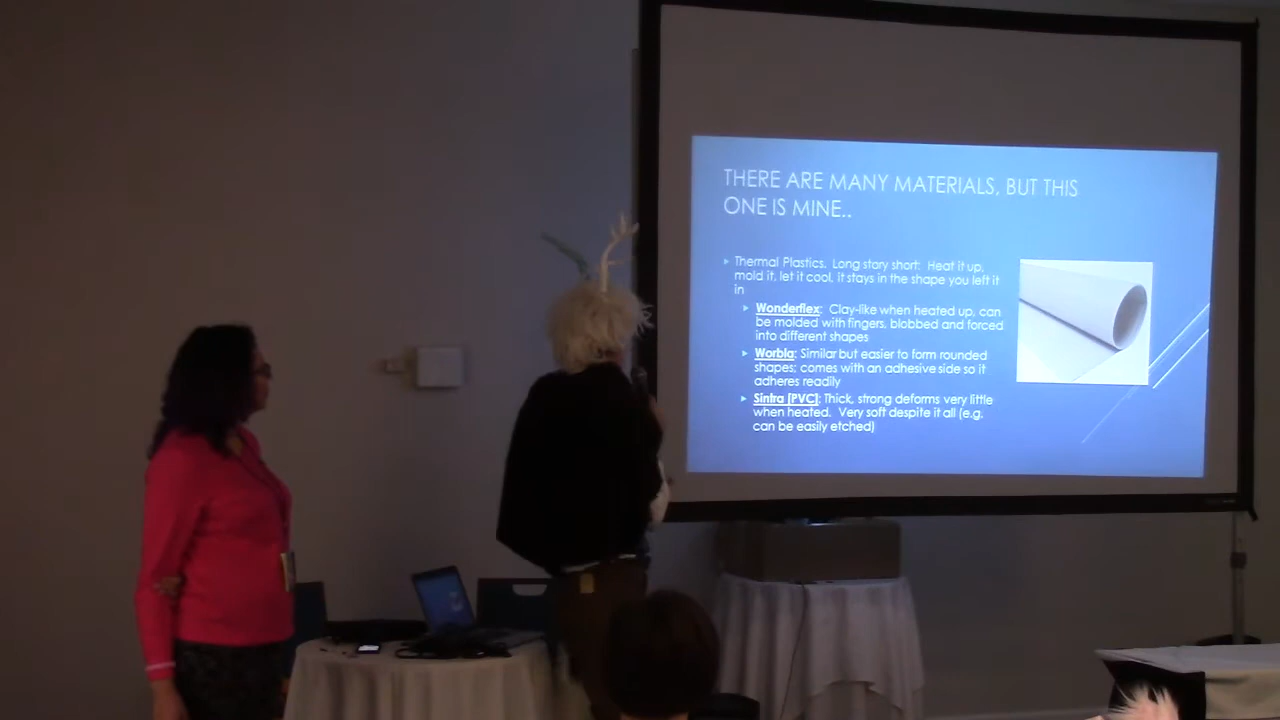 THERE ARE MANY MATERIALS, BUT THIS
ONE IS MINE..
Thermal Plastics. Long story short: Heat it up,
mold it, let it cool, it stays in the shape you left it
in
Wonderflex: Clay-like when heated up, can
be molded with fingers, blobbed and forced
into different shapes
Worbla: Similar but easier to form rounded
shapes; comes with an adhesive side so it
adheres readily
Sintra (PVC): Thick, strong deforms very little
when heated. Very soft despite it all (e.g.
can be easily etched)